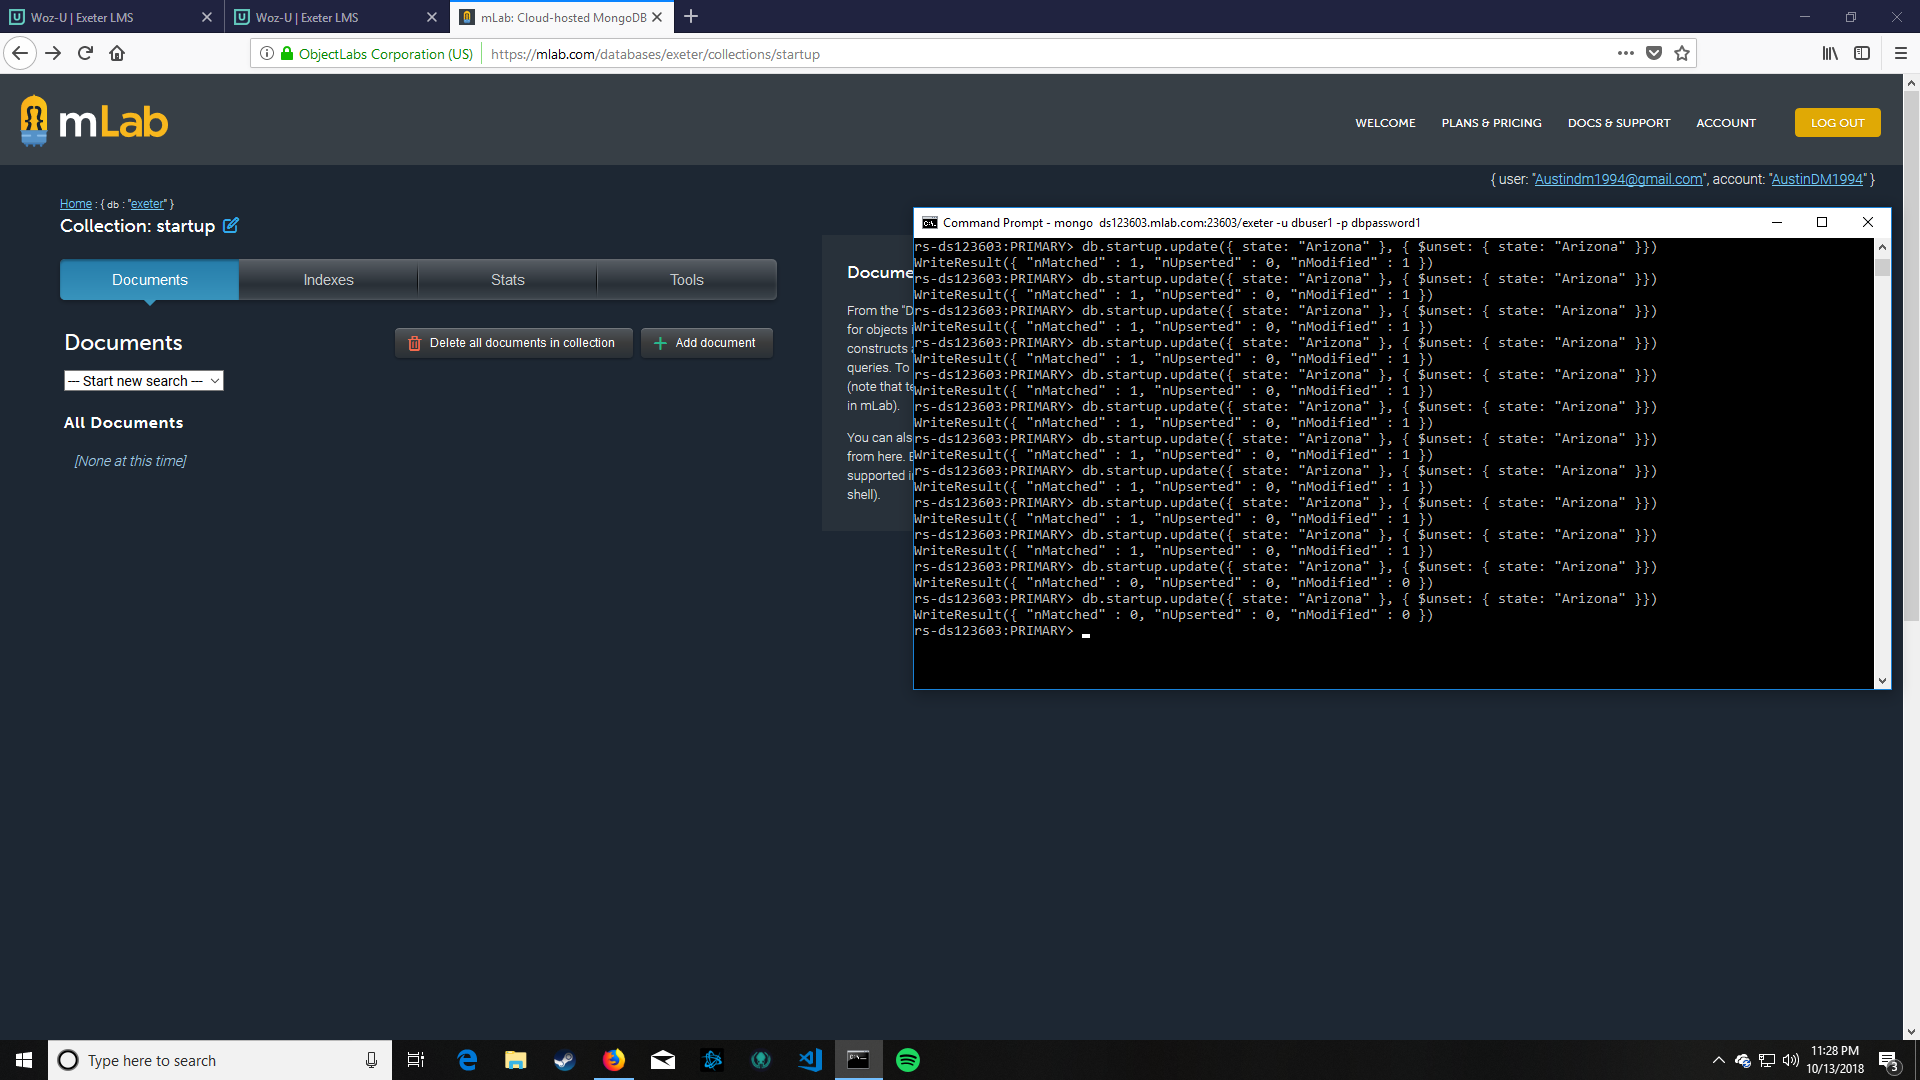 Woz-U | Exeter LMS
Woz-U | Exeter LMS
mLab: Cloud-hosted MongoDB
ObjectLabs Corporation (US)
https://mlab.com/databases/exeter/collections/startup
mLab
WELCOME
PLANS & PRICING
DOCS & SUPPORT
ACCOUNT
LOG OUT
{ user: "Austindm1994@gmail.com", account: "AustinDM1994" }
Home : { db : "exeter" }
Collection: startup
Documents
Indexes
Stats
Tools
Documents
Delete all documents in collection
Add document
--- Start new search ---
All Documents
[None at this time]
Docume
From the "D
for objects i
constructs a
queries. To
(note that te
in mLab).
You can als
from here. E
supported in
shell).
Command Prompt - mongo ds123603.mlab.com:23603/exeter -u dbuser1 -p dbpassword1
rs-ds123603:PRIMARY> db.startup.update({ state: "Arizona" }, { $unset: { state: "Arizona" }})
WriteResult({ "nMatched" : 1, "nUpserted" : 0, "nModified" : 1 })
rs-ds123603:PRIMARY> db.startup.update({ state: "Arizona" }, { $unset: { state: "Arizona" }})
WriteResult({ "nMatched" : 1, "nUpserted" : 0, "nModified" : 1 })
rs-ds123603:PRIMARY> db.startup.update({ state: "Arizona" }, { $unset: { state: "Arizona" }})
WriteResult({ "nMatched" : 1, "nUpserted" : 0, "nModified" : 1 })
rs-ds123603:PRIMARY> db.startup.update({ state: "Arizona" }, { $unset: { state: "Arizona" }})
WriteResult({ "nMatched" : 1, "nUpserted" : 0, "nModified" : 1 })
rs-ds123603:PRIMARY> db.startup.update({ state: "Arizona" }, { $unset: { state: "Arizona" }})
WriteResult({ "nMatched" : 1, "nUpserted" : 0, "nModified" : 1 })
rs-ds123603:PRIMARY> db.startup.update({ state: "Arizona" }, { $unset: { state: "Arizona" }})
WriteResult({ "nMatched" : 1, "nUpserted" : 0, "nModified" : 1 })
rs-ds123603:PRIMARY> db.startup.update({ state: "Arizona" }, { $unset: { state: "Arizona" }})
WriteResult({ "nMatched" : 1, "nUpserted" : 0, "nModified" : 1 })
rs-ds123603:PRIMARY> db.startup.update({ state: "Arizona" }, { $unset: { state: "Arizona" }})
WriteResult({ "nMatched" : 1, "nUpserted" : 0, "nModified" : 1 })
rs-ds123603:PRIMARY> db.startup.update({ state: "Arizona" }, { $unset: { state: "Arizona" }})
WriteResult({ "nMatched" : 1, "nUpserted" : 0, "nModified" : 1 })
rs-ds123603:PRIMARY> db.startup.update({ state: "Arizona" }, { $unset: { state: "Arizona" }})
WriteResult({ "nMatched" : 1, "nUpserted" : 0, "nModified" : 1 })
rs-ds123603:PRIMARY> db.startup.update({ state: "Arizona" }, { $unset: { state: "Arizona" }})
WriteResult({ "nMatched" : 0, "nUpserted" : 0, "nModified" : 0 })
rs-ds123603:PRIMARY> db.startup.update({ state: "Arizona" }, { $unset: { state: "Arizona" }})
WriteResult({ "nMatched" : 0, "nUpserted" : 0, "nModified" : 0 })
rs-ds123603:PRIMARY>
Type here to search
11:28 PM
10/13/2018
3